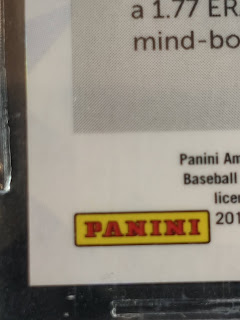 a 1.77 ER
mind-bo
Panini Am
Baseball
licen
201
PANINI